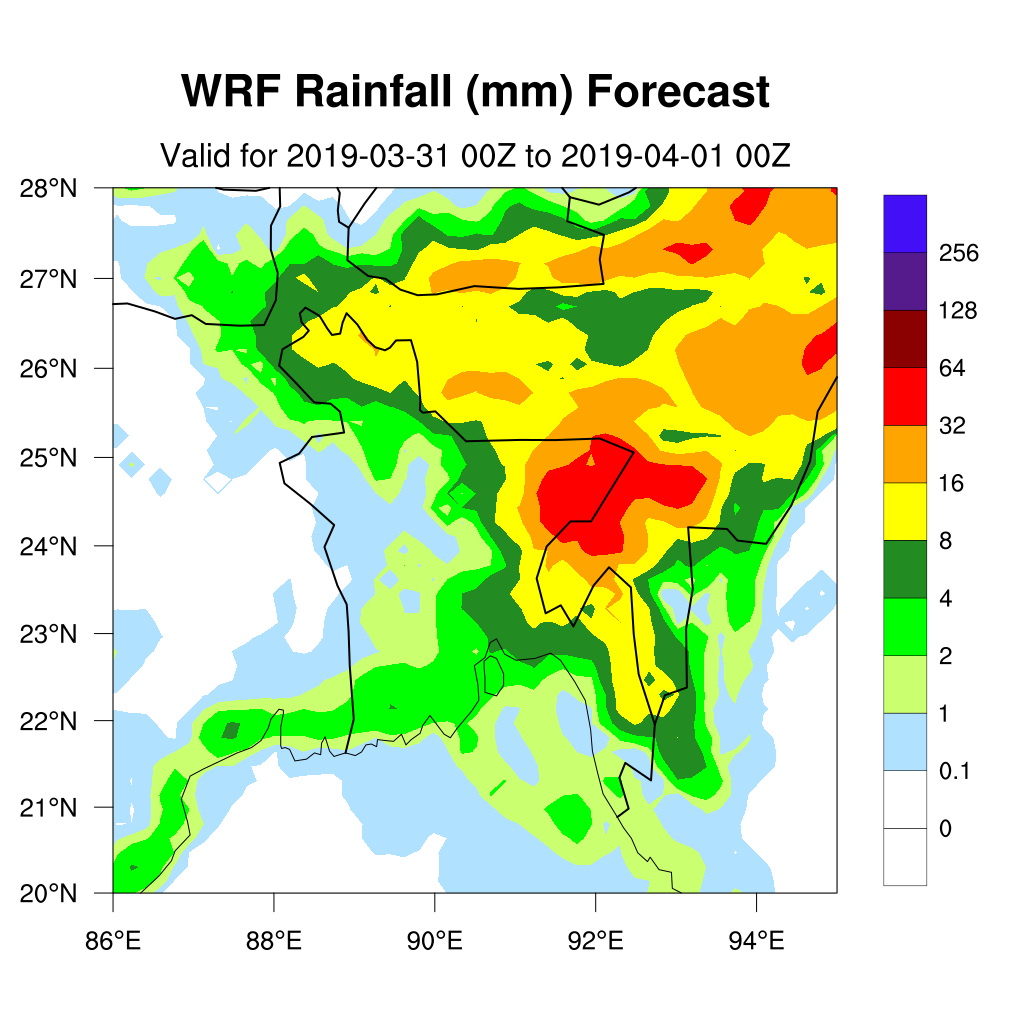 WRF Rainfall (mm) Forecast
Valid for 2019-03-31 00Z to 2019-04-01 00Z
28°N
27°N
26°N
25°N
24°N
23°N
22°N
21°N
20°N
86°E 88°E 90°E 92°E 94°E
256
128
64
32
16
8
4
2
1
0.1
0